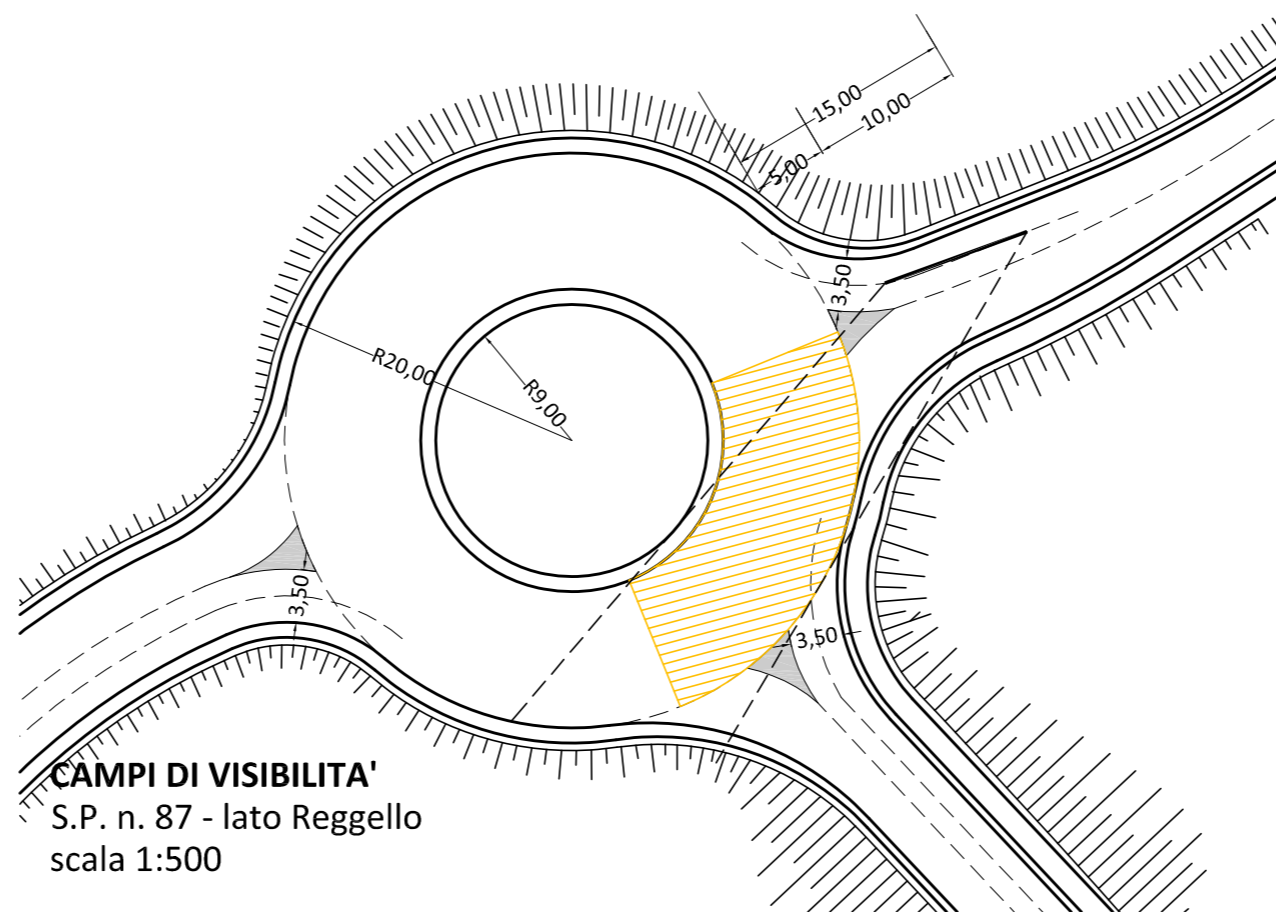 15,00
10,00
5,00
3,50
R20,00
R9,00
3,50
3,50
CAMPI DI VISIBILITA'
S.P. n. 87 - lato Reggello
scala 1:500